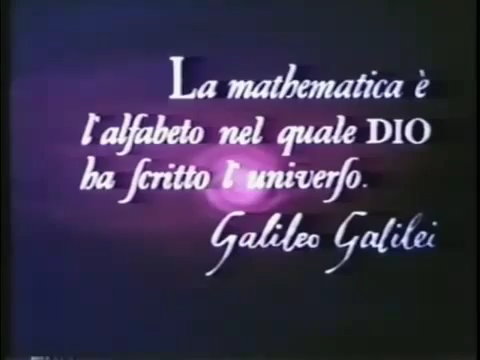 La mathematica è
l'alfabeto nel quale DIO
ha ſcritto l'univerſo.
Galileo Galilei